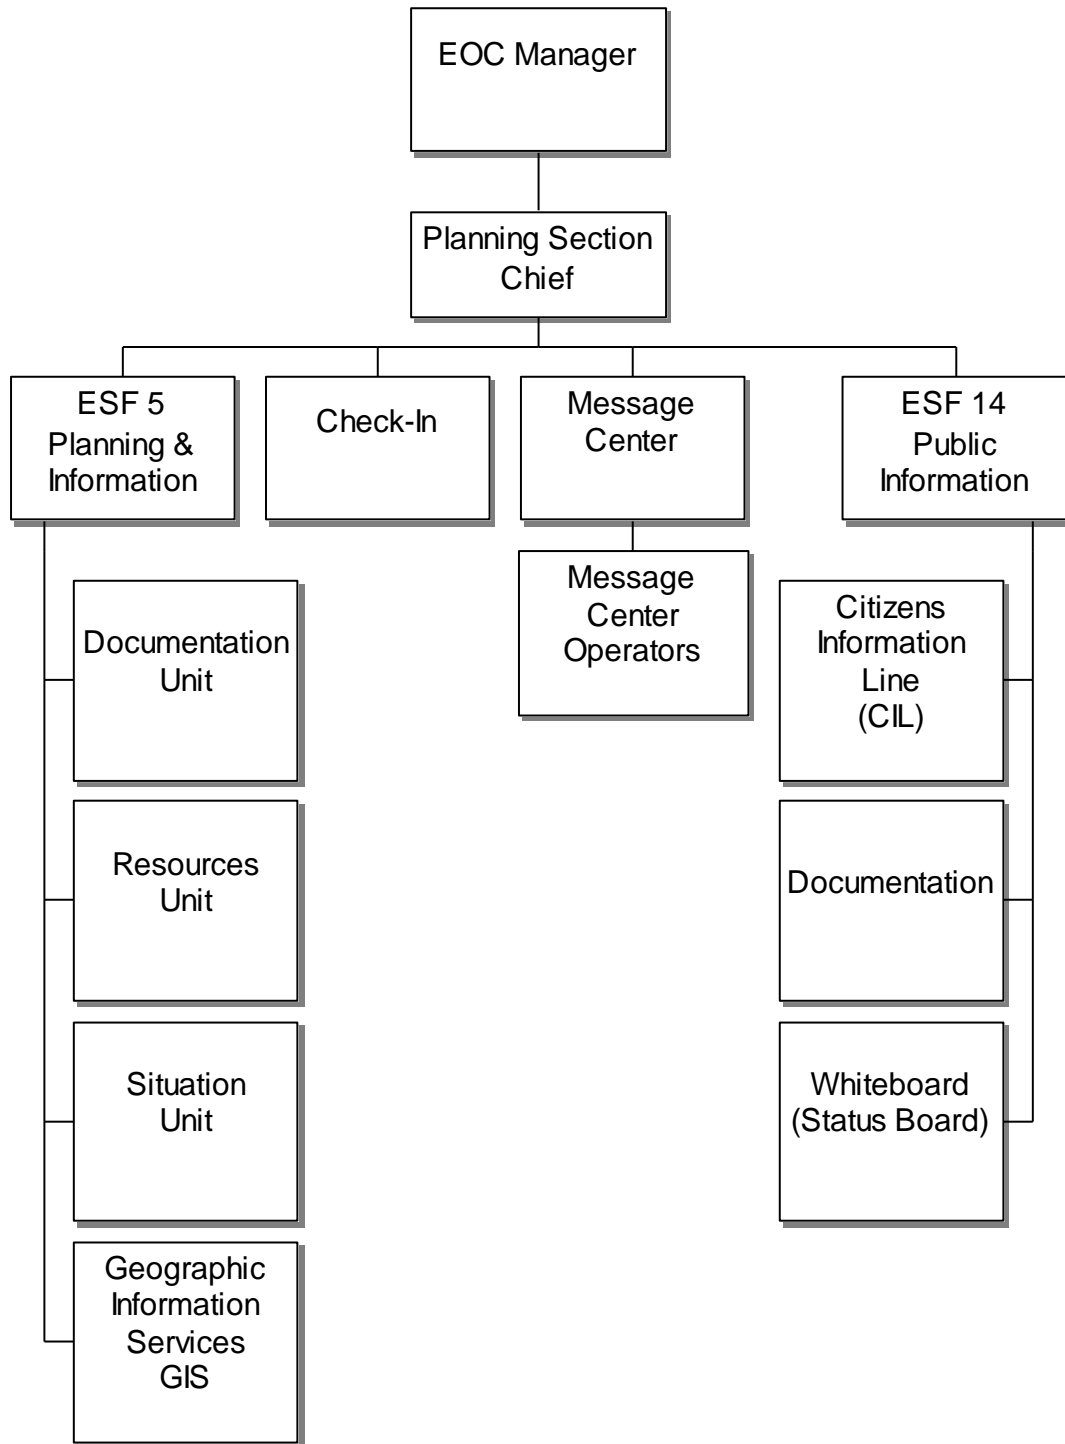 EOC Manager
Planning Section
Chief
ESF 5
Planning &
Information
Check-In
Message
Center
ESF 14
Public
Information
Message
Center
Operators
Documentation
Unit
Citizens
Information
Line
(CIL)
Resources
Unit
Documentation
Situation
Unit
Whiteboard
(Status Board)
Geographic
Information
Services
GIS